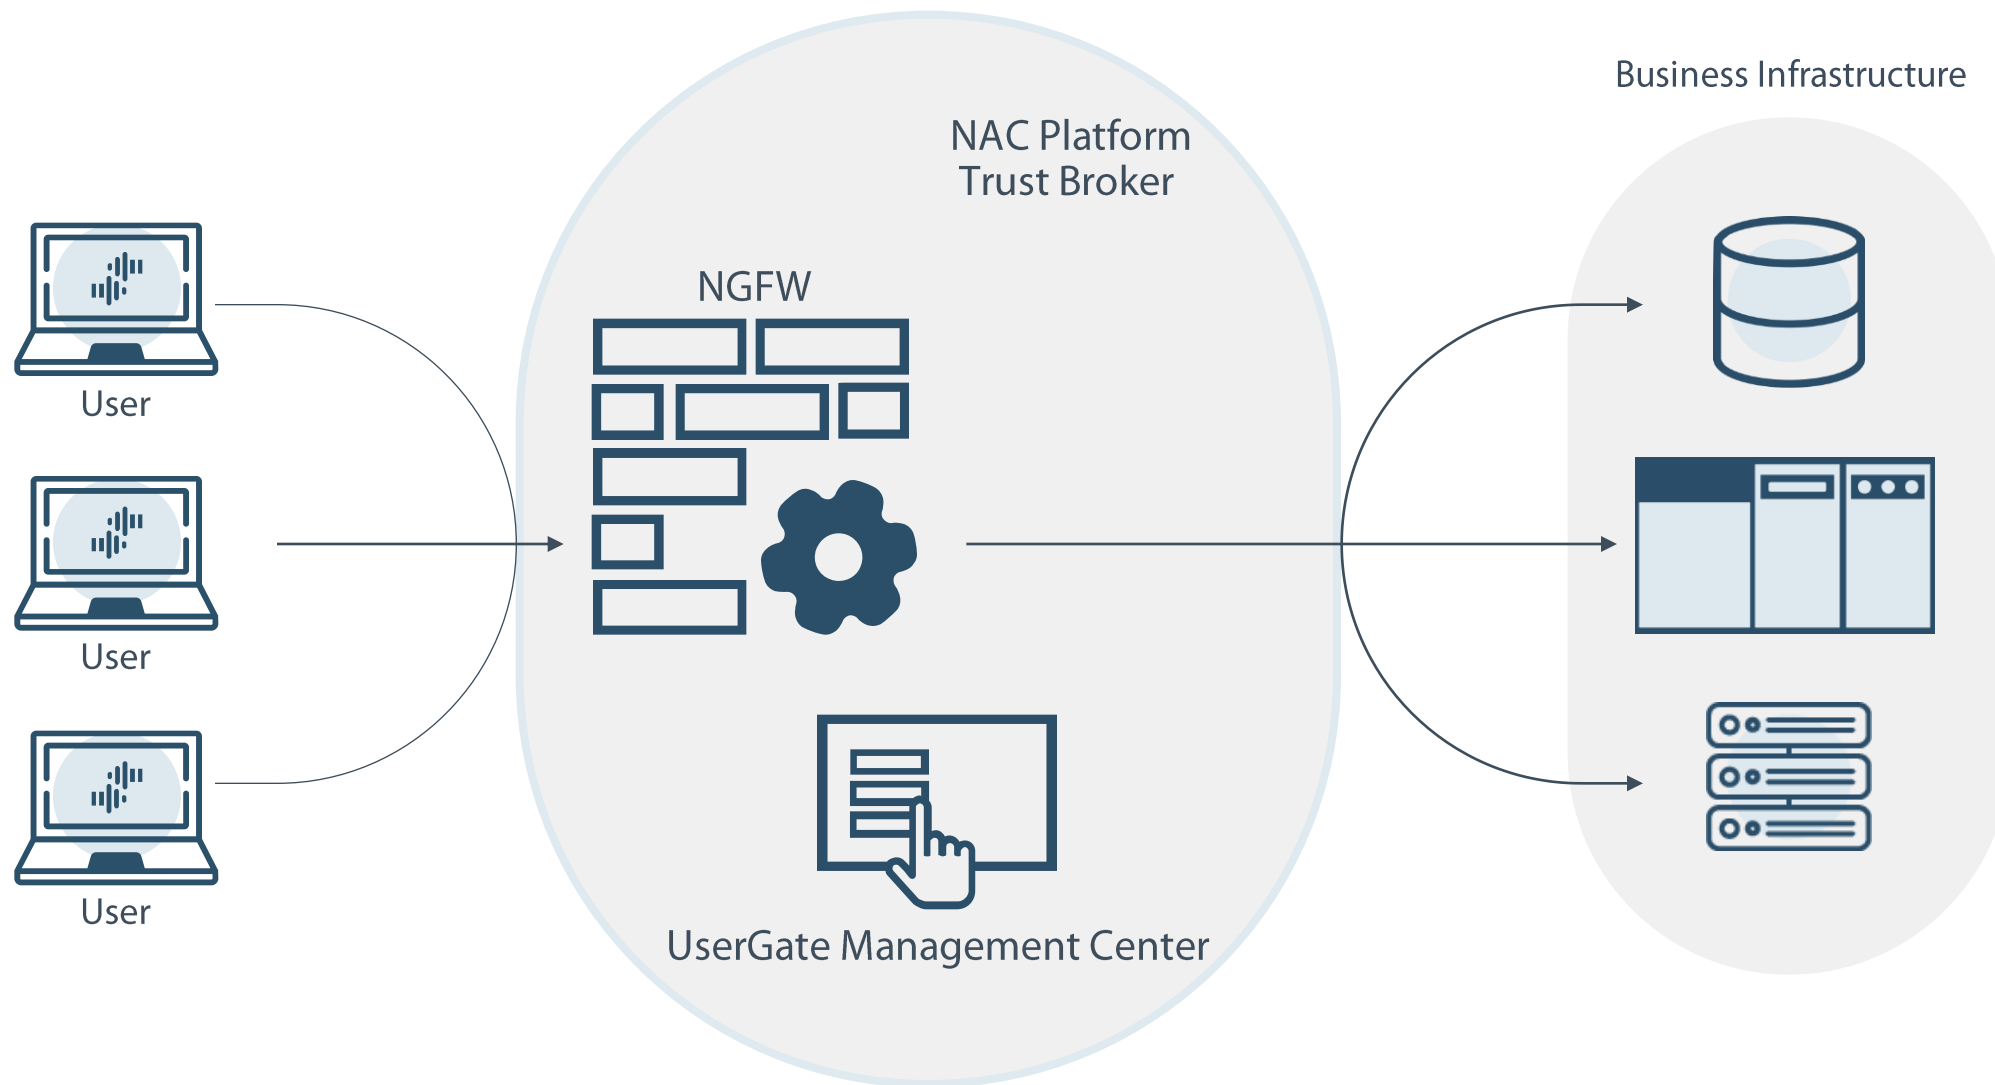 Business Infrastructure
NAC Platform
Trust Broker
NGFW
User
User
User
UserGate Management Center